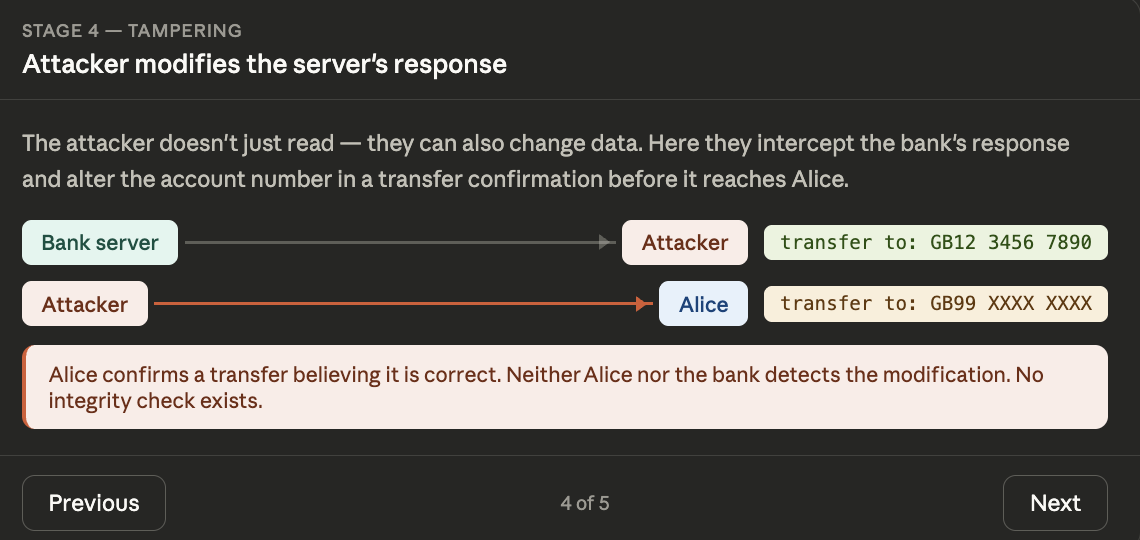 STAGE 4 — TAMPERING
Attacker modifies the server's response
The attacker doesn't just read — they can also change data. Here they intercept the bank's response
and alter the account number in a transfer confirmation before it reaches Alice.
Bank server Attacker transfer to: GB12 3456 7890
Attacker Alice transfer to: GB99 XXXX XXXX
Alice confirms a transfer believing it is correct. Neither Alice nor the bank detects the modification. No
integrity check exists.
Previous 4 of 5 Next